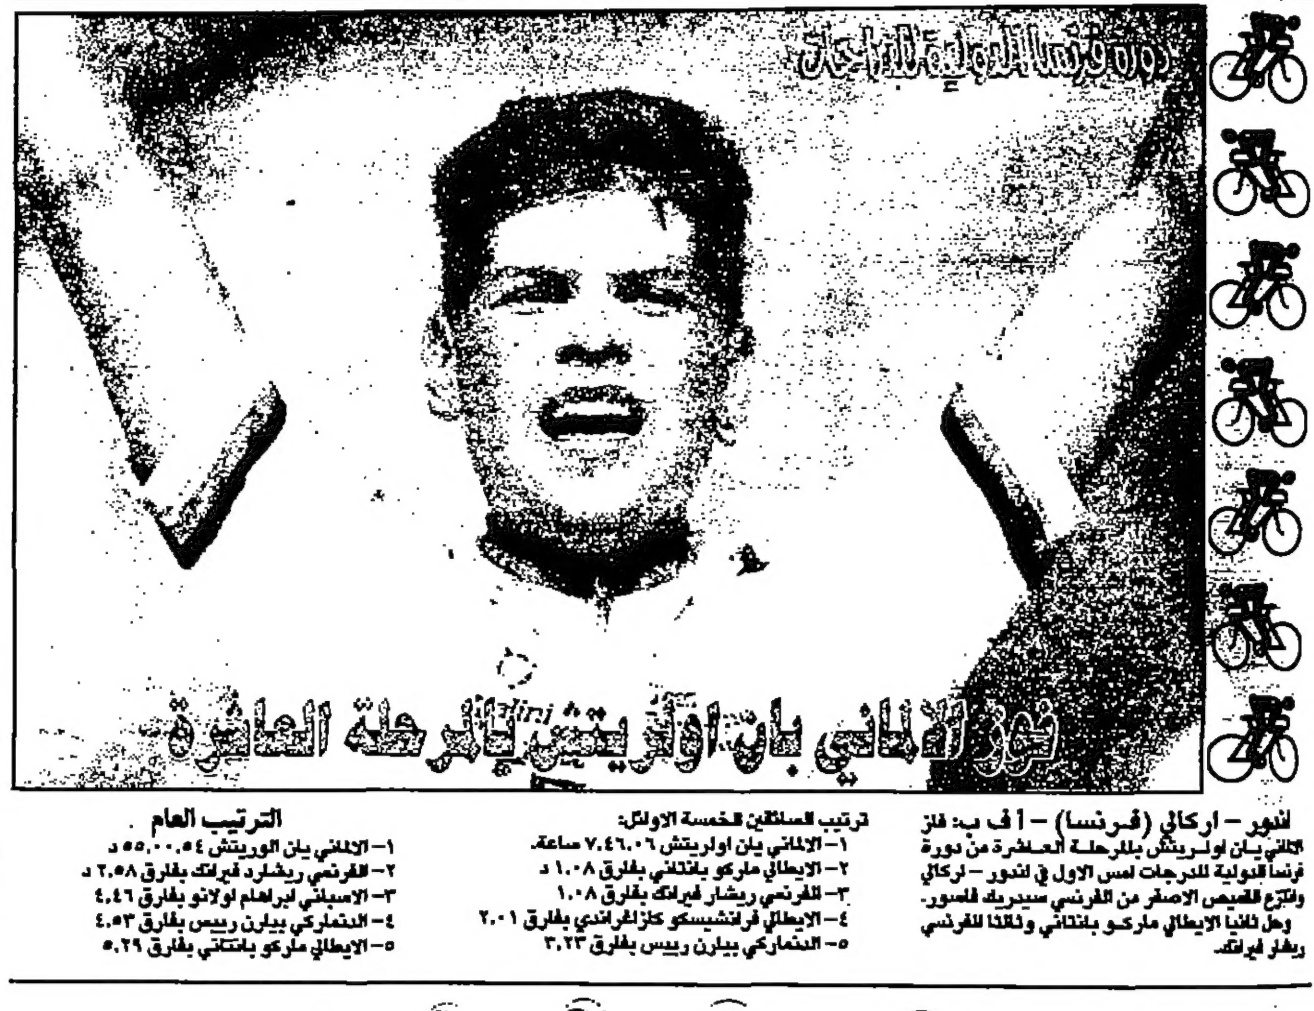 دورة فرنسا الدولية للدراجات
فوز الالماني يان اولريتش بالمرحلة العاشرة
اندور – اركالي (فرنسا) – أ ف ب: فاز
الالماني يان اولريتش بالمرحلة العاشرة من دورة
فرنسا الدولية للدرجات امس الاول في اندور – اركالي
وانتزع القميص الاصفر من الفرنسي سيدريك فاسور.
وحل ثانيا الايطالي ماركو بانتاني وثالثا الفرنسي
ريشار فيرانك.
ترتيب السائقين الخمسة الاوائل:
١– الالماني يان اولريتش ٧,٤٦,٠٦ ساعة.
٢– الايطالي ماركو بانتاني بفارق ١,٠٨ د
٣– الفرنسي ريشار فيرانك بفارق ١,٠٨
٤– الايطالي فرانشيسكو كازاغراندي بفارق ٢,٠١
٥– الدنماركي بيارن رييس بفارق ٣,٢٣
الترتيب العام
١– الالماني يان الوريتش ٥٥,٠٠,٥٤ د
٢– الفرنسي ريشارد فيرانك بفارق ٢,٥٨ د
٣– الاسباني ابراهام اولانو بفارق ٤,٤٦
٤– الدنماركي بيارن رييس بفارق ٤,٥٣
٥– الايطالي ماركو بانتاني بفارق ٥,٢٩